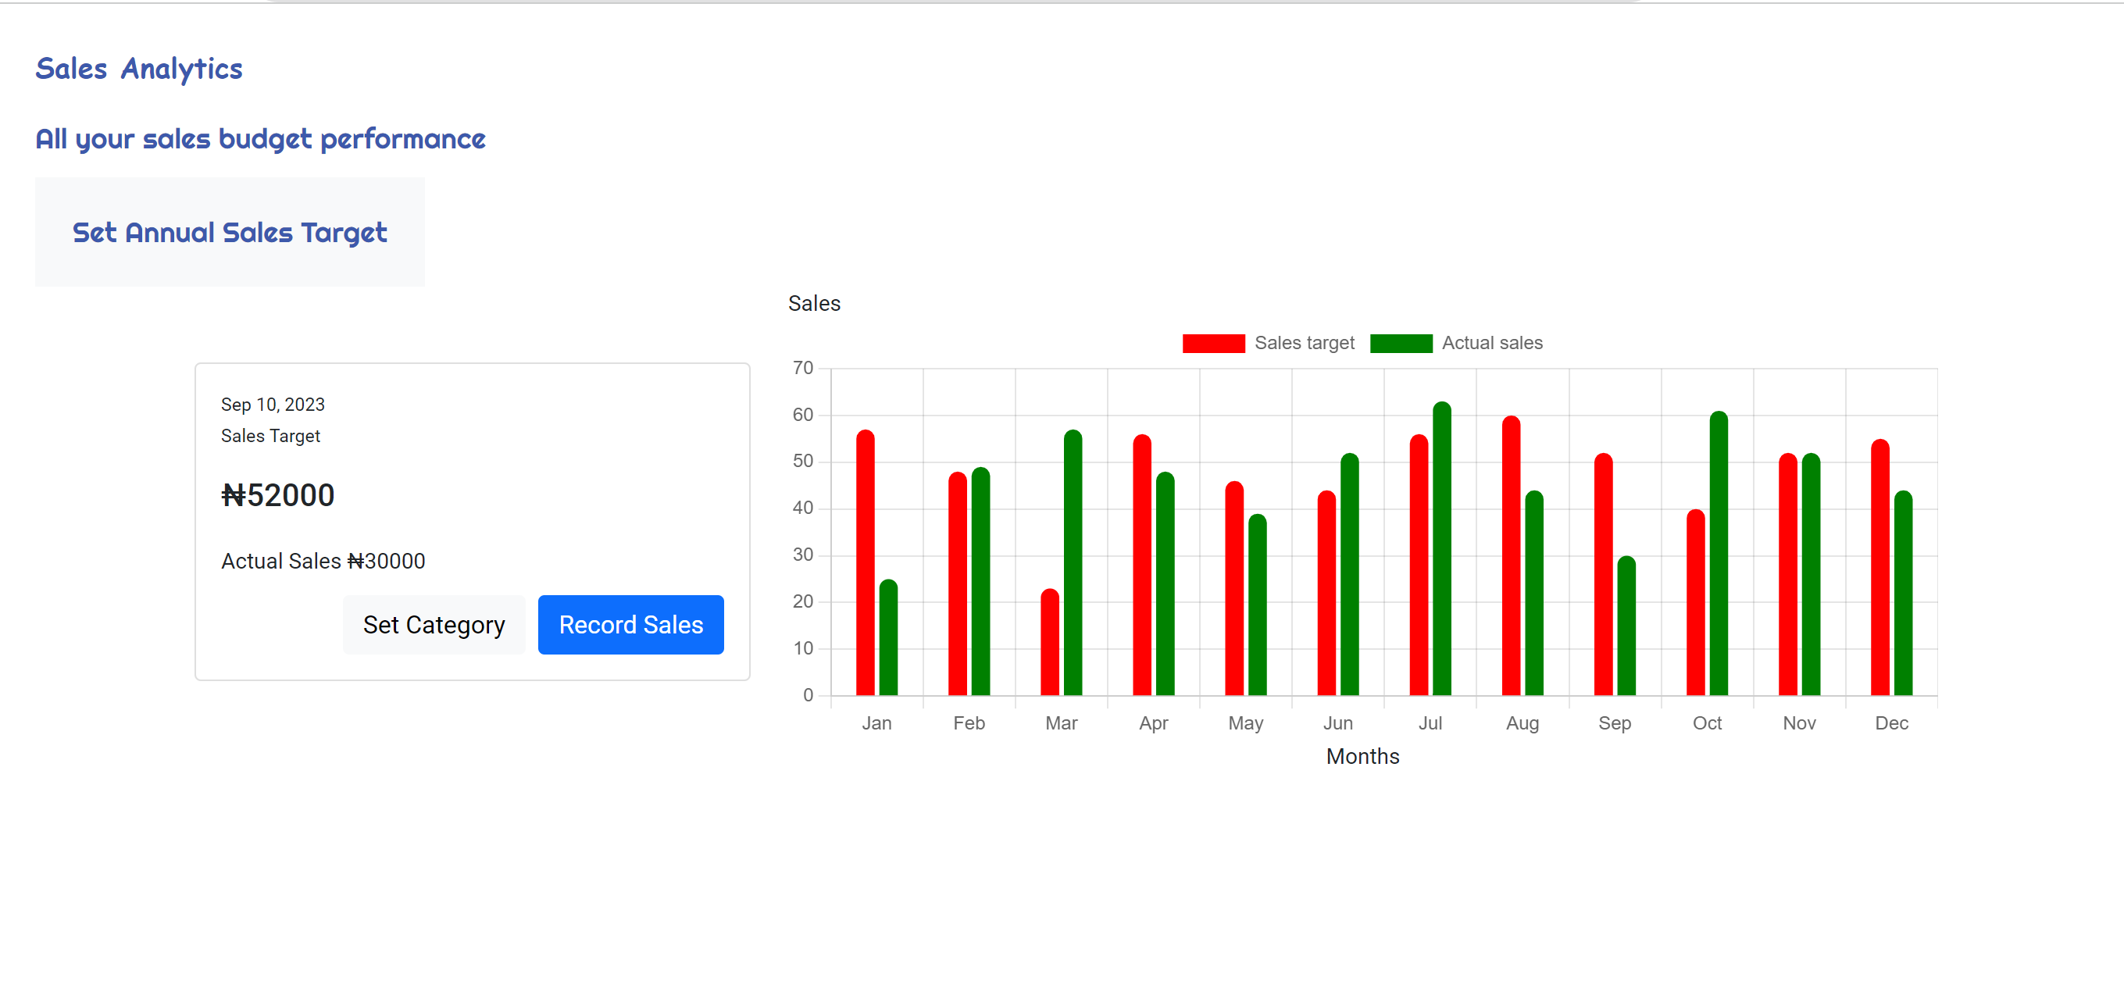 Sales Analytics
All your sales budget performance
Set Annual Sales Target
Sep 10, 2023
Sales Target
₦52000
Actual Sales ₦30000
Set Category
Record Sales
Sales
Sales target
Actual sales
70
60
50
40
30
20
10
0
Jan Feb Mar Apr May Jun Jul Aug Sep Oct Nov Dec
Months